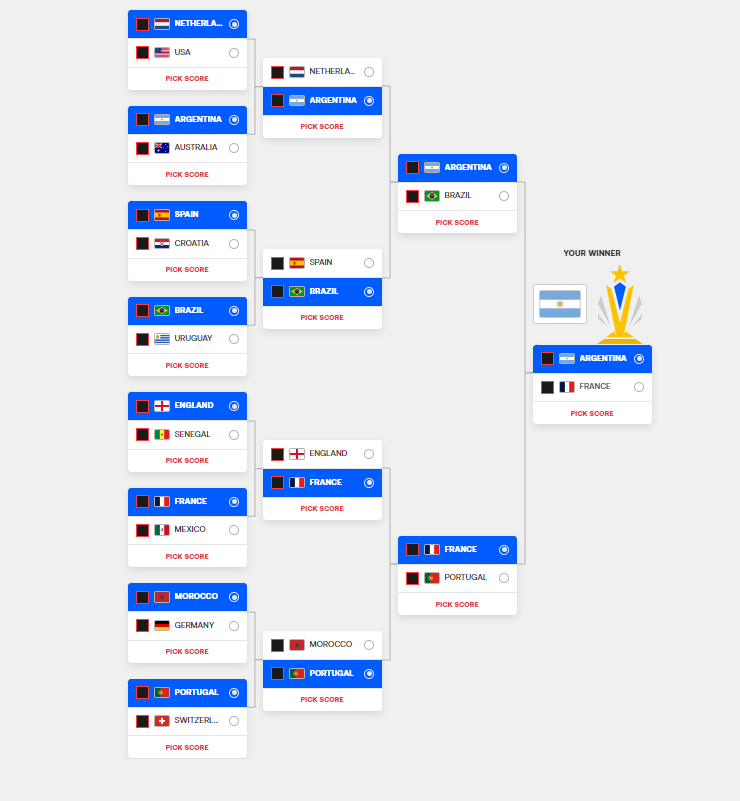 NETHERLA...
USA
PICK SCORE
ARGENTINA
AUSTRALIA
PICK SCORE
SPAIN
CROATIA
PICK SCORE
BRAZIL
URUGUAY
PICK SCORE
ENGLAND
SENEGAL
PICK SCORE
FRANCE
MEXICO
PICK SCORE
MOROCCO
GERMANY
PICK SCORE
PORTUGAL
SWITZERL...
PICK SCORE
NETHERLA...
ARGENTINA
PICK SCORE
SPAIN
BRAZIL
PICK SCORE
ENGLAND
FRANCE
PICK SCORE
MOROCCO
PORTUGAL
PICK SCORE
ARGENTINA
BRAZIL
PICK SCORE
FRANCE
PORTUGAL
PICK SCORE
YOUR WINNER
ARGENTINA
FRANCE
PICK SCORE